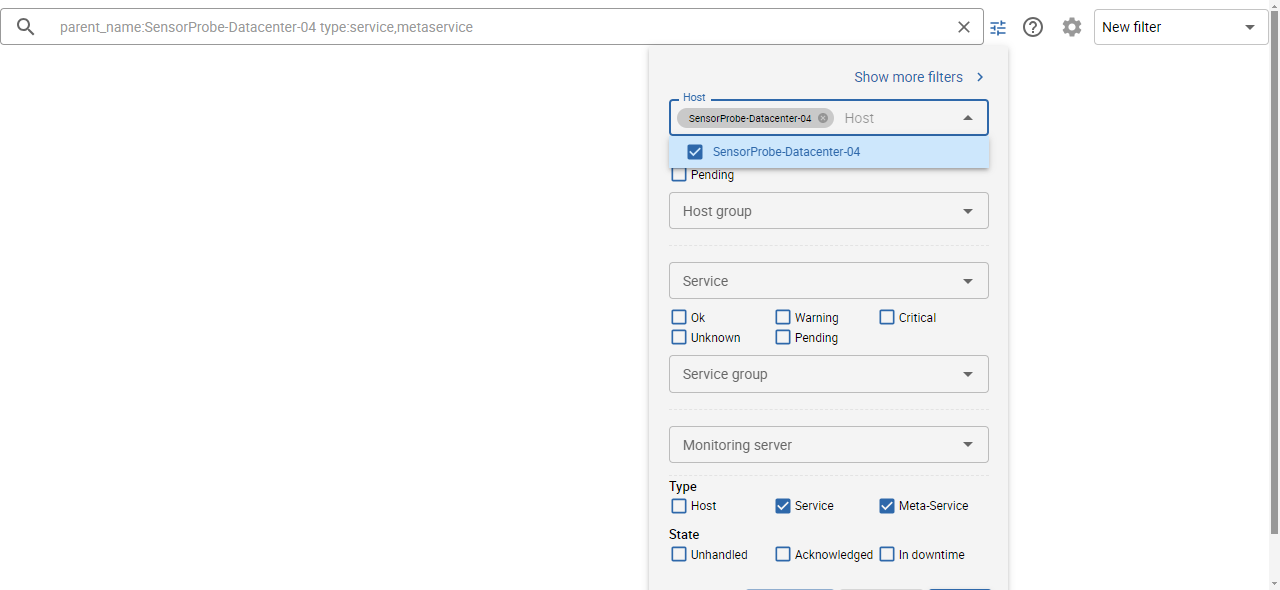 parent_name:SensorProbe-Datacenter-04 type:service,metaservice
New filter
Show more filters
Host
SensorProbe-Datacenter-04 Host
SensorProbe-Datacenter-04
Pending
Host group
Service
Ok Warning Critical
Unknown Pending
Service group
Monitoring server
Type
Host Service Meta-Service
State
Unhandled Acknowledged In downtime